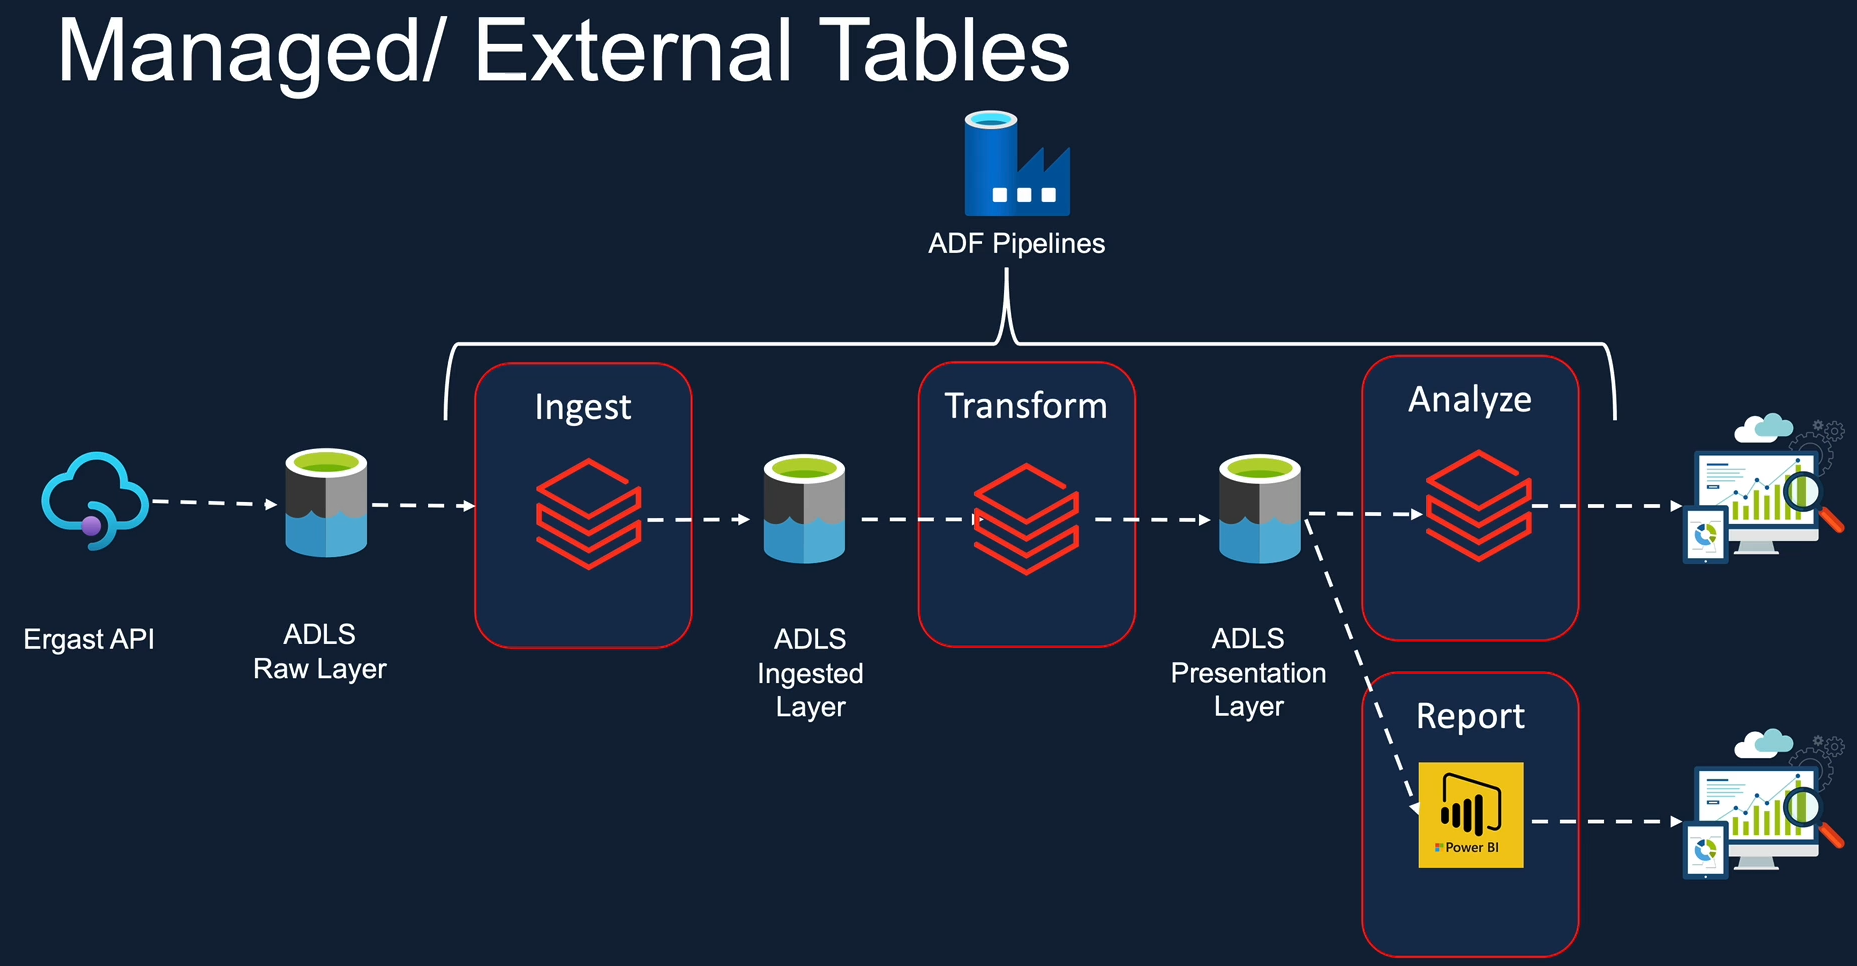 Managed/ External Tables
ADF Pipelines
Ingest
Transform
Analyze
Ergast API
ADLS
Raw Layer
ADLS
Ingested
Layer
ADLS
Presentation
Layer
Report
Power BI